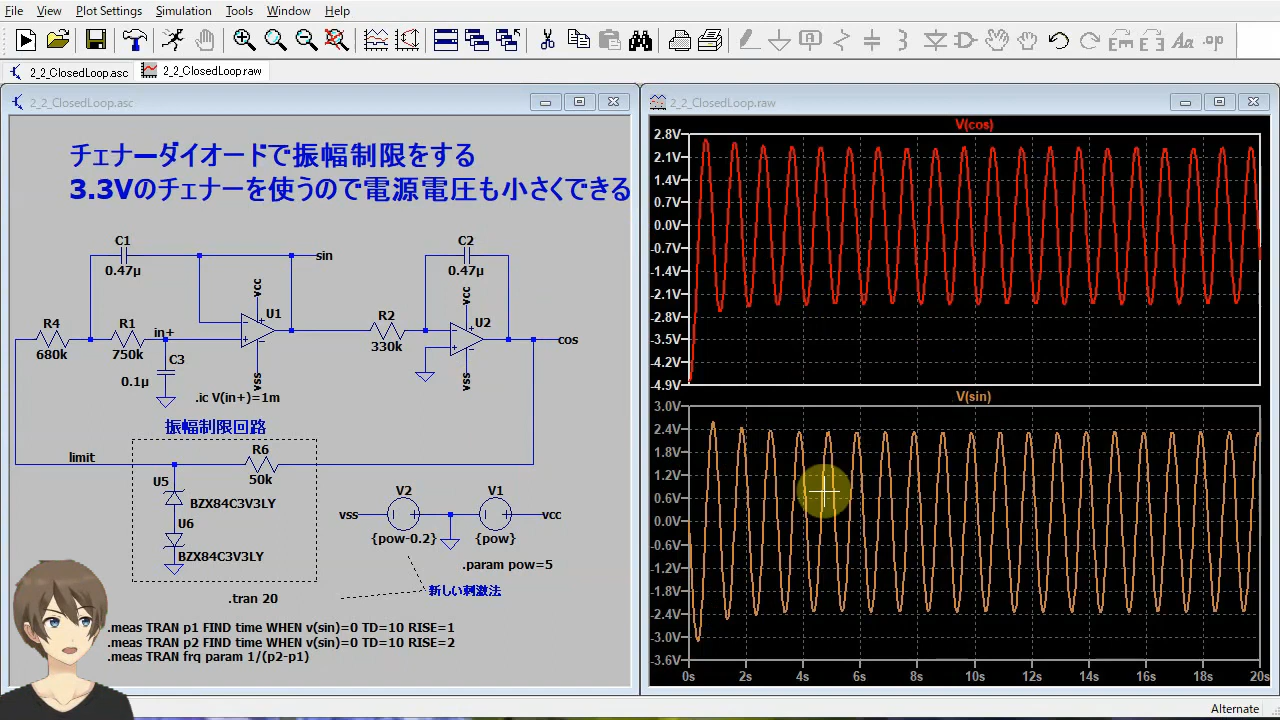 File View Plot Settings Simulation Tools Window Help
.op
2_2_ClosedLoop.asc 2_2_ClosedLoop.raw
2_2_ClosedLoop.asc
チェナーダイオードで振幅制限をする
3.3Vのチェナーを使うので電源電圧も小さくできる
C1
0.47µ
sin
vcc
U1
vss
R4
680k
R1
750k
in+
C3
0.1µ
.ic V(in+)=1m
C2
0.47µ
vcc
U2
vss
R2
330k
cos
振幅制限回路
limit
R6
50k
U5
BZX84C3V3LY
U6
BZX84C3V3LY
V2
vss
{pow-0.2}
V1
vcc
{pow}
.param pow=5
新しい刺激法
.tran 20
.meas TRAN p1 FIND time WHEN v(sin)=0 TD=10 RISE=1
.meas TRAN p2 FIND time WHEN v(sin)=0 TD=10 RISE=2
.meas TRAN frq param 1/(p2-p1)
2_2_ClosedLoop.raw
V(cos)
2.8V
2.1V
1.4V
0.7V
0.0V
-0.7V
-1.4V
-2.1V
-2.8V
-3.5V
-4.2V
-4.9V
V(sin)
3.0V
2.4V
1.8V
1.2V
0.6V
0.0V
-0.6V
-1.2V
-1.8V
-2.4V
-3.0V
-3.6V
0s 2s 4s 6s 8s 10s 12s 14s 16s 18s 20s
Alternate